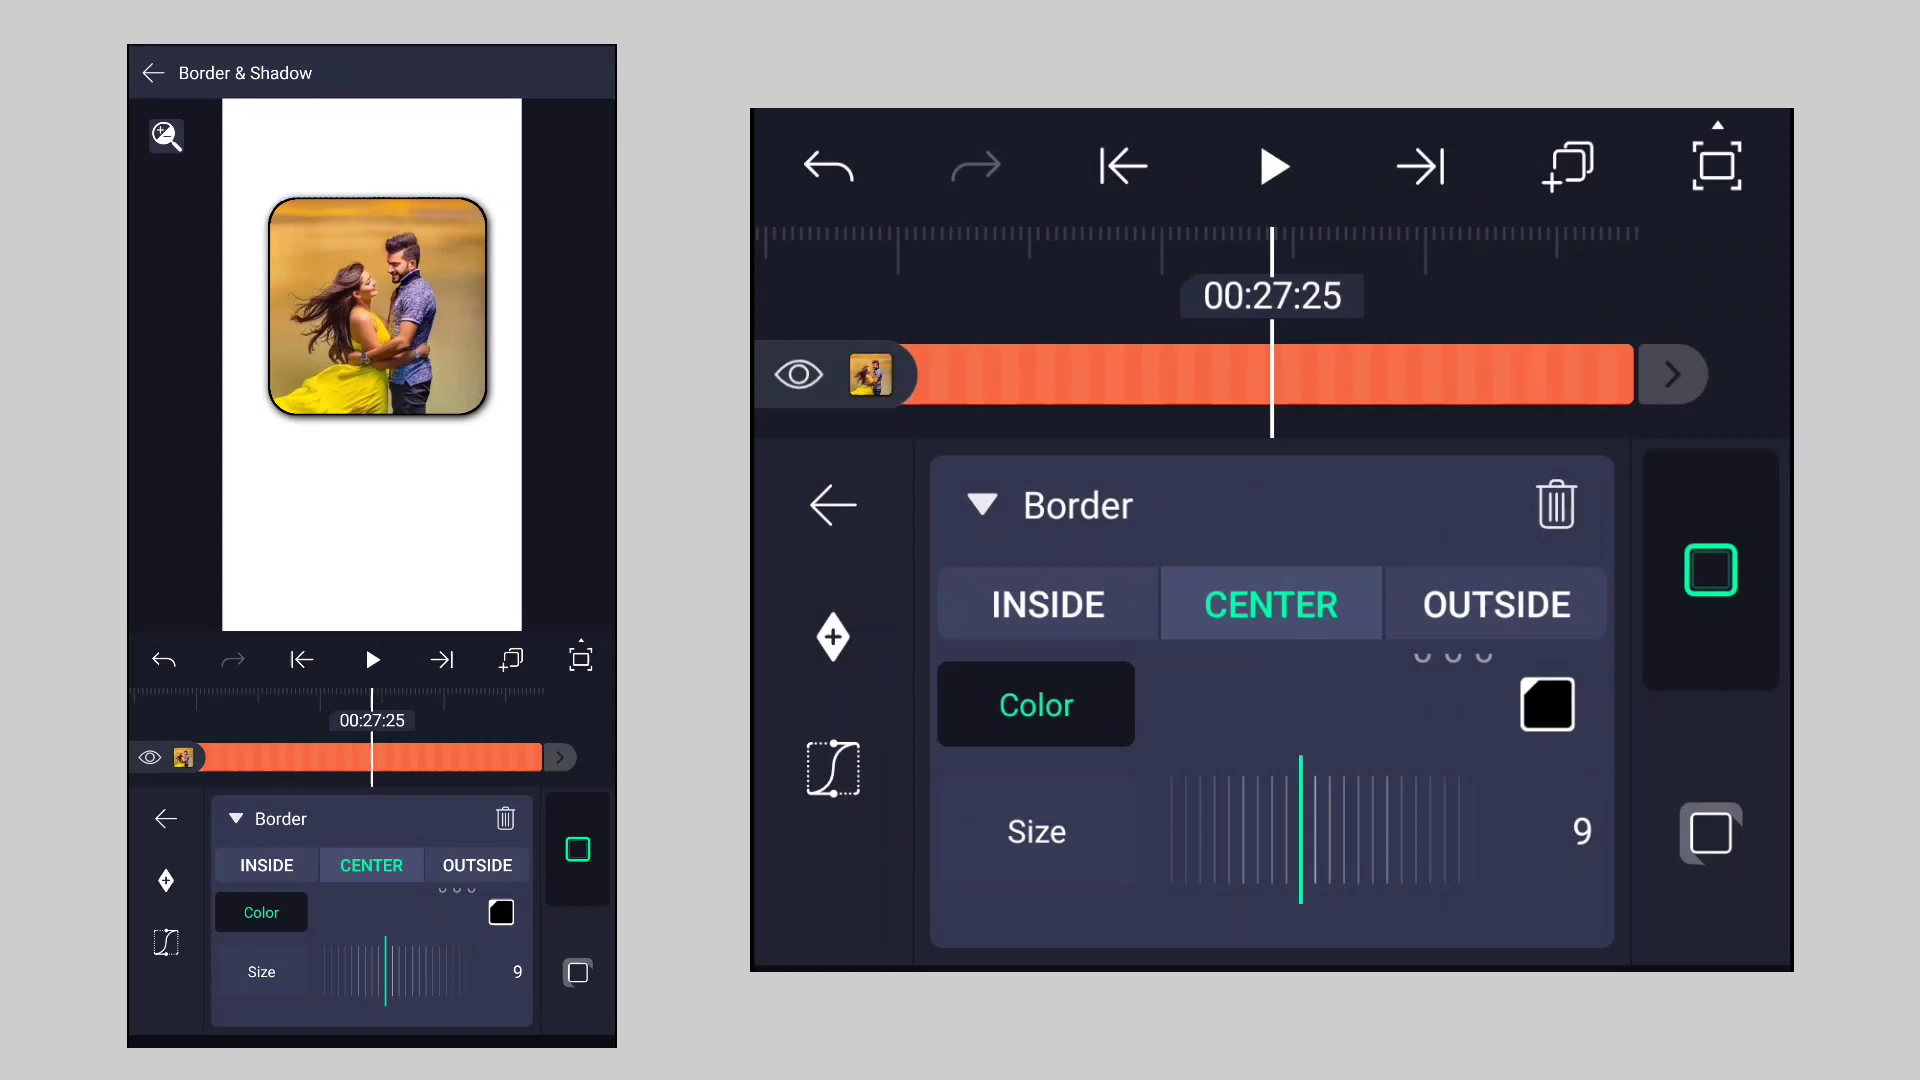 Border & Shadow
00:27:25
Border
INSIDE CENTER OUTSIDE
Color
Size 9
00:27:25
Border
INSIDE CENTER OUTSIDE
Color
Size 9